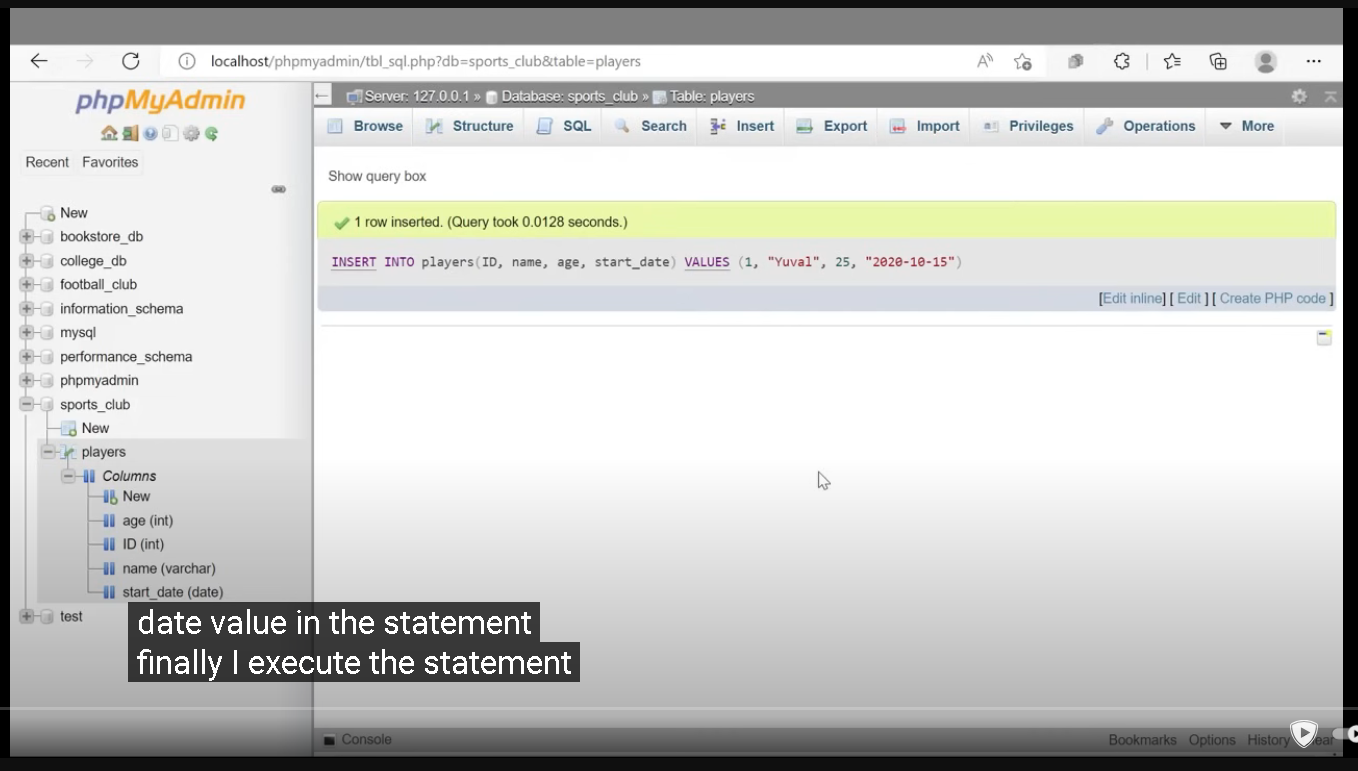 localhost/phpmyadmin/tbl_sql.php?db=sports_club&table=players
phpMyAdmin
Recent Favorites
New
bookstore_db
college_db
football_club
information_schema
mysql
performance_schema
phpmyadmin
sports_club
New
players
Columns
New
age (int)
ID (int)
name (varchar)
start_date (date)
test
Server: 127.0.0.1 » Database: sports_club » Table: players
Browse Structure SQL Search Insert Export Import Privileges Operations More
Show query box
1 row inserted. (Query took 0.0128 seconds.)
INSERT INTO players(ID, name, age, start_date) VALUES (1, "Yuval", 25, "2020-10-15")
[Edit inline] [ Edit ] [ Create PHP code ]
date value in the statement
finally I execute the statement
Console
Bookmarks Options History